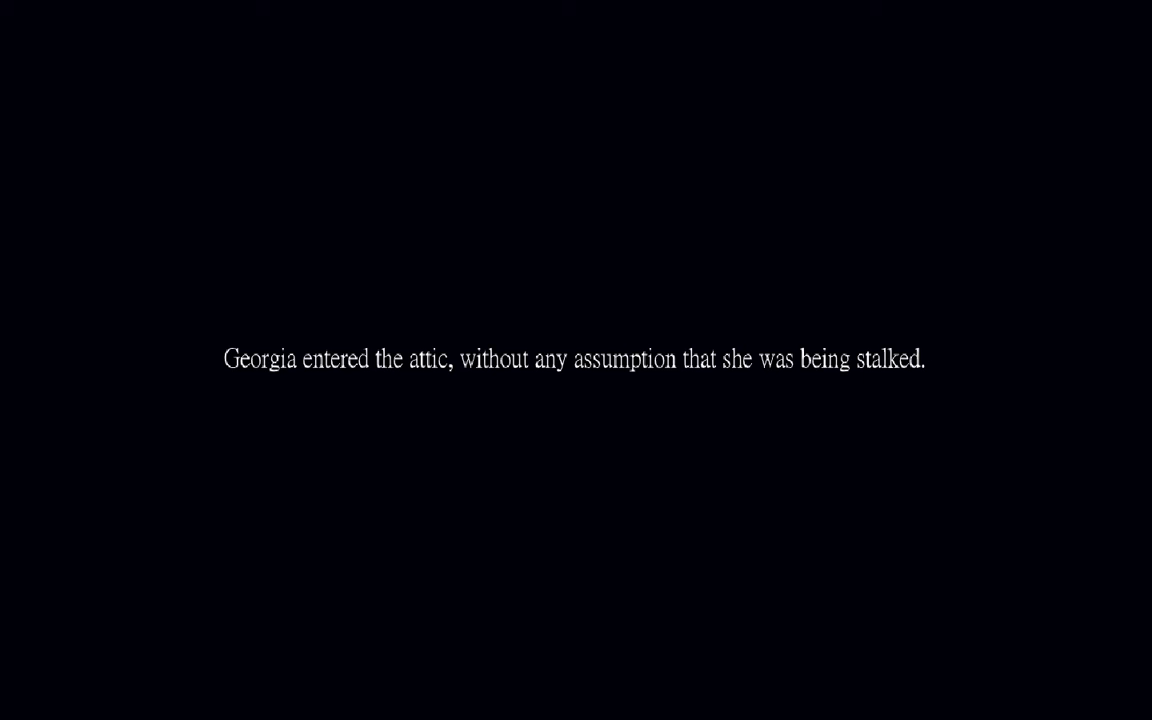 Georgia entered the attic, without any assumption that she was being stalked.